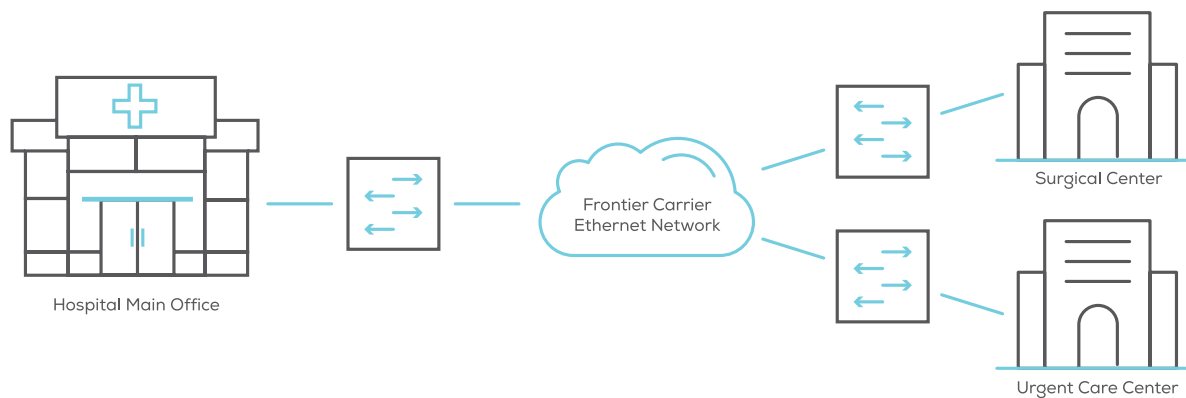 Hospital Main Office
Frontier Carrier
Ethernet Network
Surgical Center
Urgent Care Center